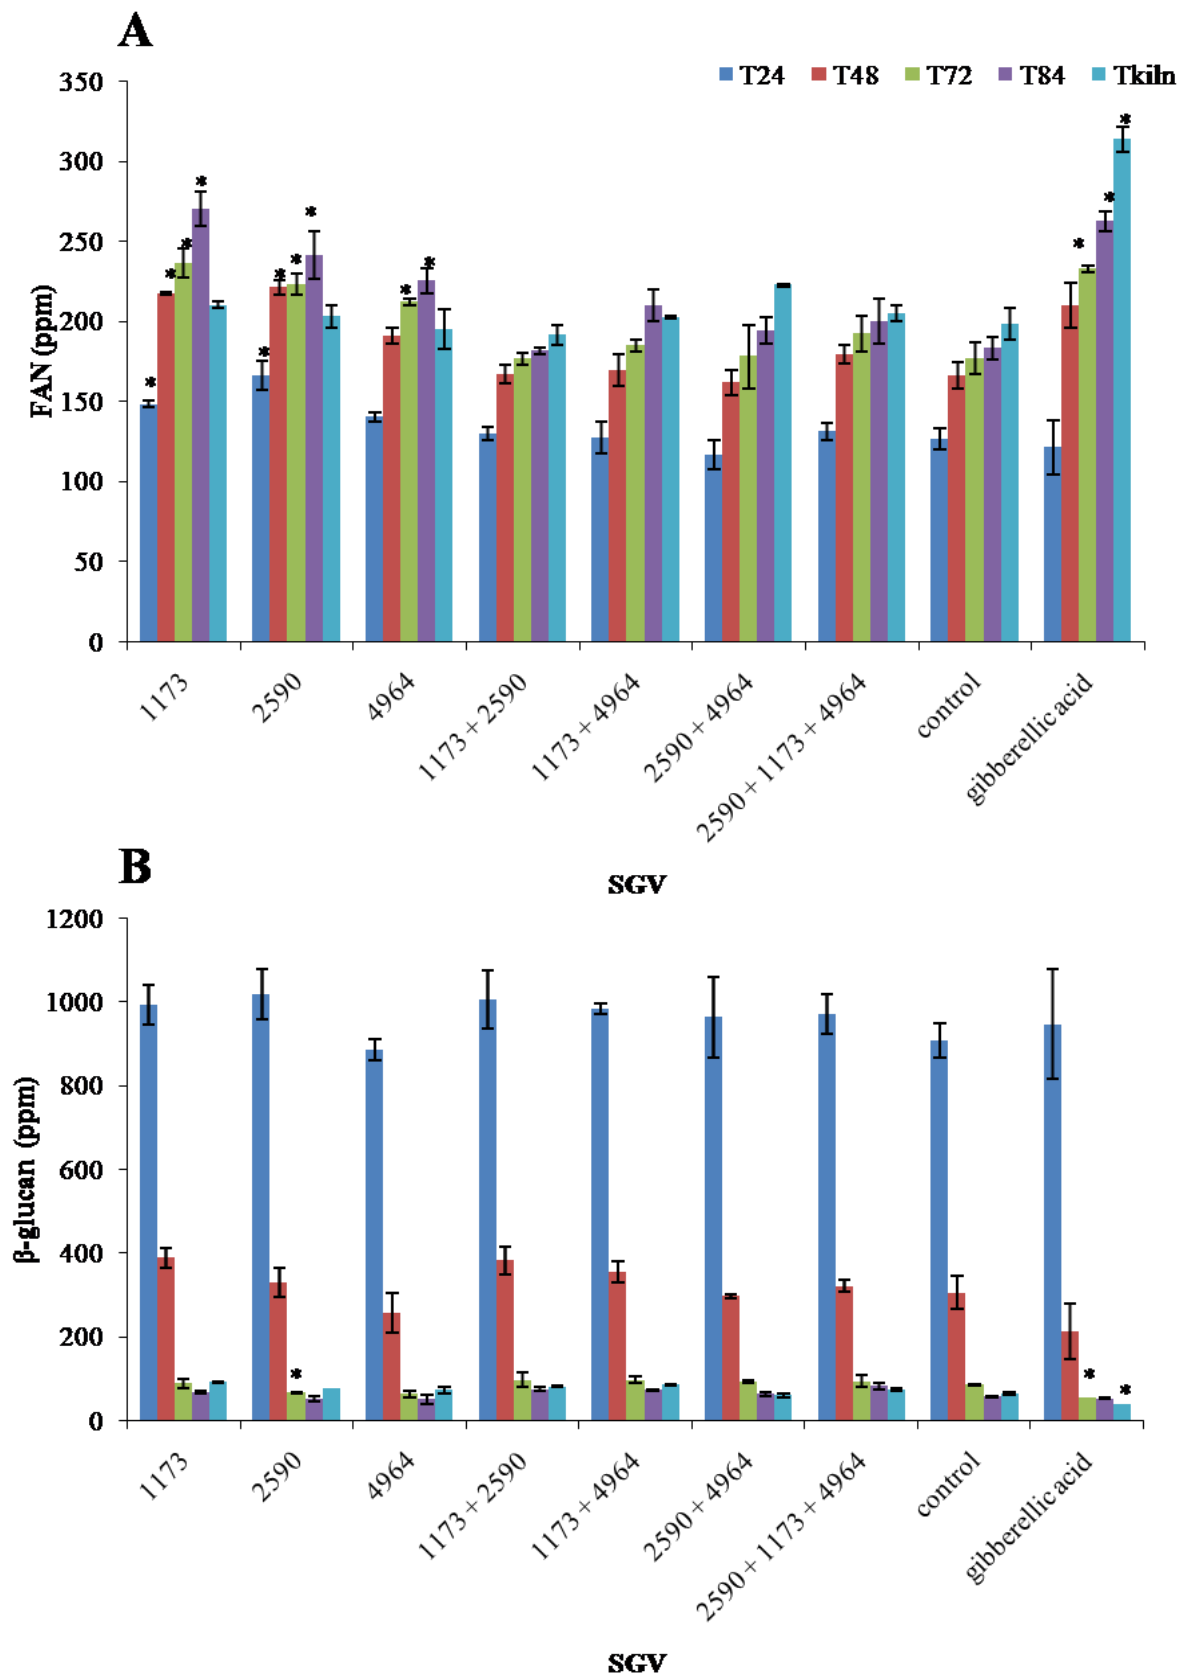 A
T24 T48 T72 T84 Tkiln
350
300
250
200
150
100
50
0
FAN (ppm)
* * * *
* * * *
* *
* * *
1173
2590
4964
1173 + 2590
1173 + 4964
2590 + 4964
2590 + 1173 + 4964
control
gibberellic acid
SGV
B
1200
1000
800
600
400
200
0
β-glucan (ppm)
*
* *
1173
2590
4964
1173 + 2590
1173 + 4964
2590 + 4964
2590 + 1173 + 4964
control
gibberellic acid
SGV